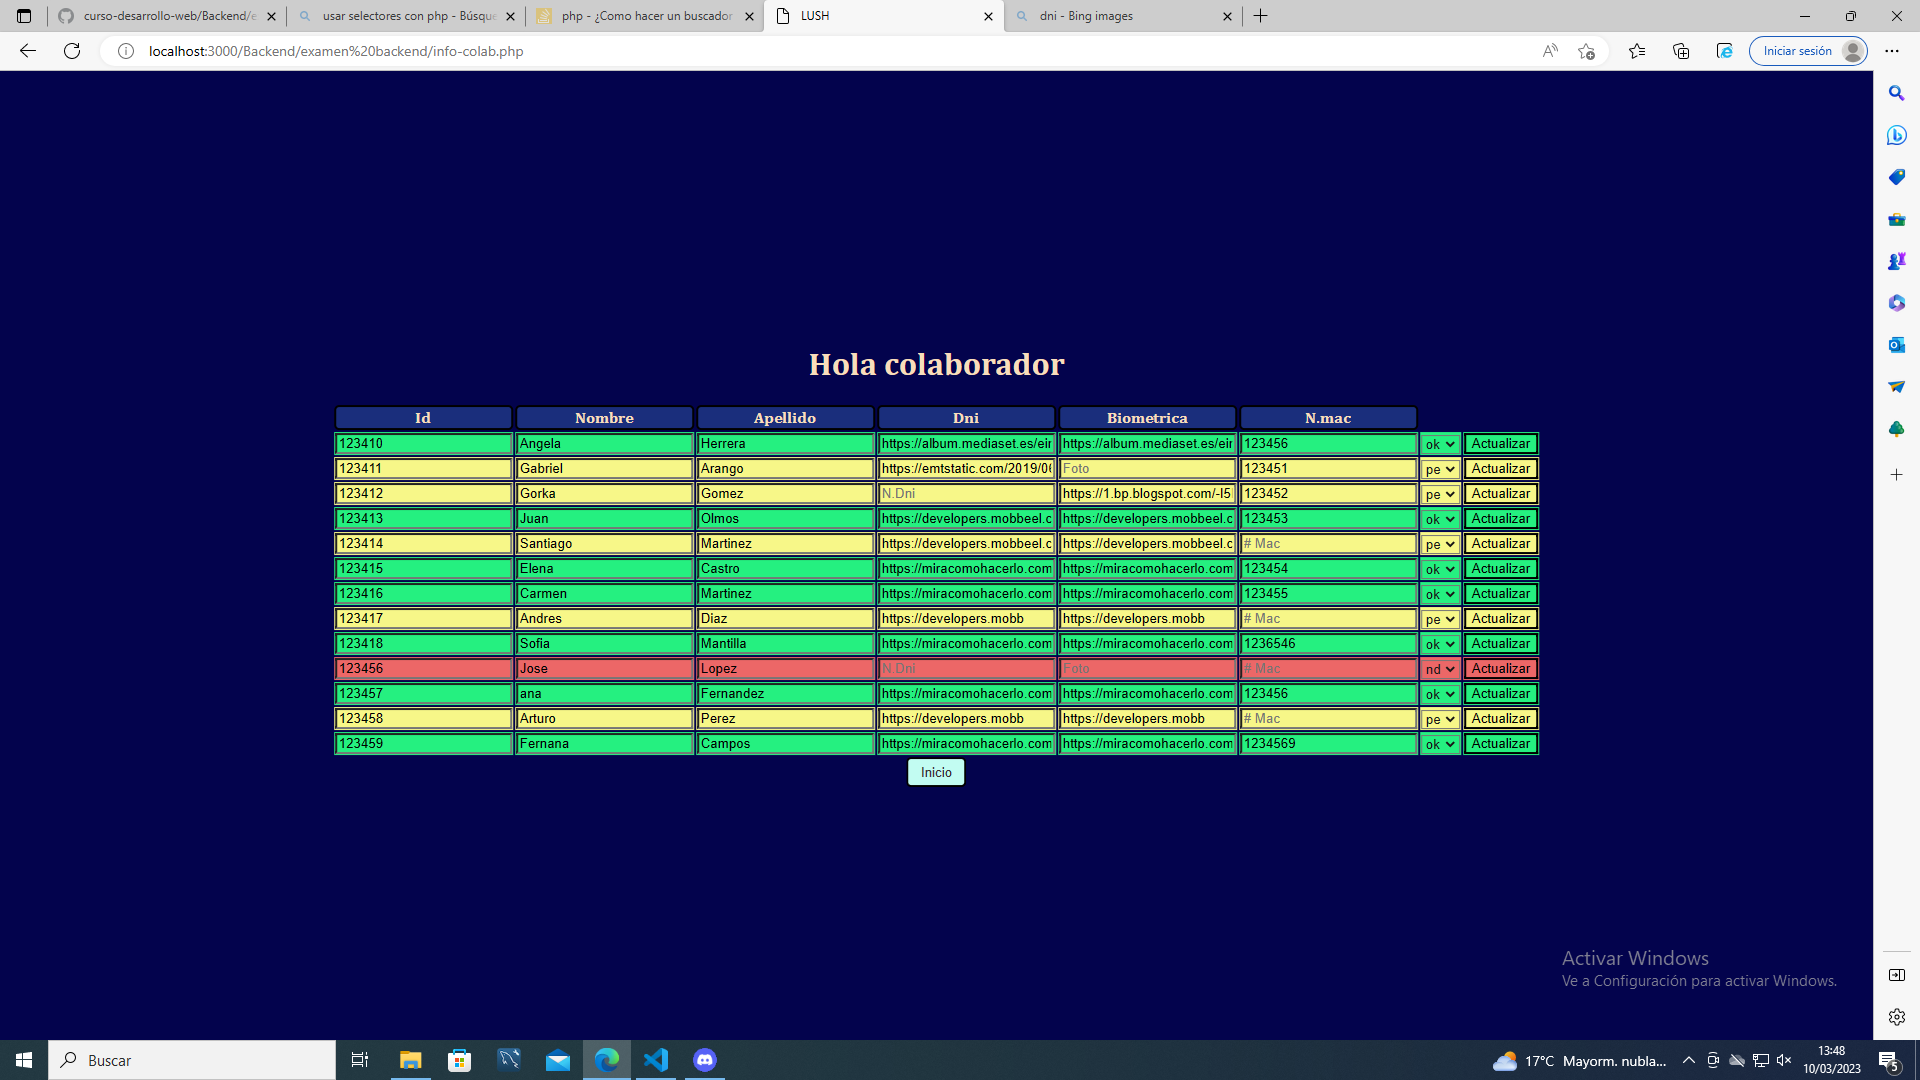 curso-desarrollo-web/Backend/e
usar selectores con php - Búsque
php - ¿Como hacer un buscador
LUSH
dni - Bing images
localhost:3000/Backend/examen%20backend/info-colab.php
Iniciar sesión
Hola colaborador
Id Nombre Apellido Dni Biometrica N.mac
123410 Angela Herrera https://album.mediaset.es/eir https://album.mediaset.es/eir 123456 ok Actualizar
123411 Gabriel Arango https://emtstatic.com/2019/06 Foto 123451 pe Actualizar
123412 Gorka Gomez N.Dni https://1.bp.blogspot.com/-I5 123452 pe Actualizar
123413 Juan Olmos https://developers.mobbeel.c https://developers.mobbeel.c 123453 ok Actualizar
123414 Santiago Martinez https://developers.mobbeel.c https://developers.mobbeel.c # Mac pe Actualizar
123415 Elena Castro https://miracomohacerlo.com https://miracomohacerlo.com 123454 ok Actualizar
123416 Carmen Martinez https://miracomohacerlo.com https://miracomohacerlo.com 123455 ok Actualizar
123417 Andres Diaz https://developers.mobb https://developers.mobb # Mac pe Actualizar
123418 Sofia Mantilla https://miracomohacerlo.com https://miracomohacerlo.com 1236546 ok Actualizar
123456 Jose Lopez N.Dni Foto # Mac nd Actualizar
123457 ana Fernandez https://miracomohacerlo.com https://miracomohacerlo.com 123456 ok Actualizar
123458 Arturo Perez https://developers.mobb https://developers.mobb # Mac pe Actualizar
123459 Fernana Campos https://miracomohacerlo.com https://miracomohacerlo.com 1234569 ok Actualizar
Inicio
Activar Windows
Ve a Configuración para activar Windows.
Buscar
17°C Mayorm. nubla...
13:48
10/03/2023
5